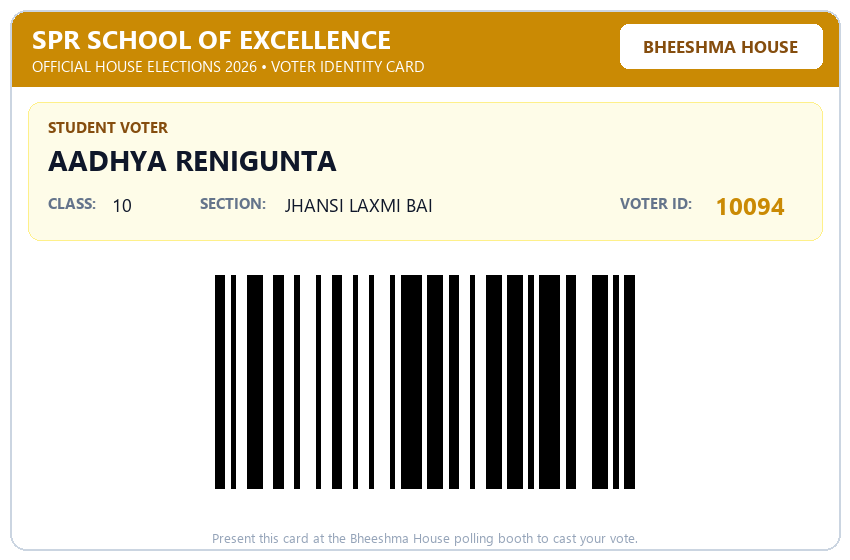 SPR SCHOOL OF EXCELLENCE
OFFICIAL HOUSE ELECTIONS 2026 • VOTER IDENTITY CARD
BHEESHMA HOUSE
STUDENT VOTER
AADHYA RENIGUNTA
CLASS: 10 SECTION: JHANSI LAXMI BAI VOTER ID: 10094
Present this card at the Bheeshma House polling booth to cast your vote.